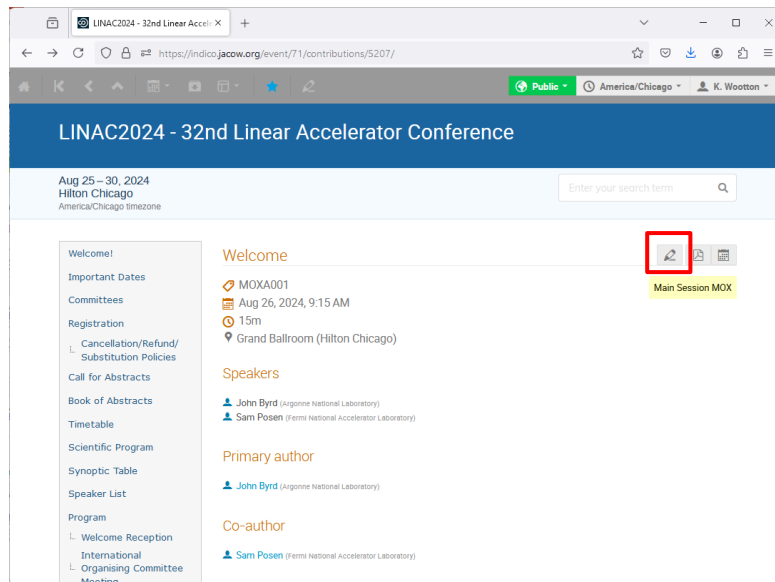 LINAC2024 - 32nd Linear Accele
https://indico.jacow.org/event/71/contributions/5207/
Public
America/Chicago
K. Wootton
LINAC2024 - 32nd Linear Accelerator Conference
Aug 25 – 30, 2024
Hilton Chicago
America/Chicago timezone
Enter your search term
Welcome!
Important Dates
Committees
Registration
Cancellation/Refund/
Substitution Policies
Call for Abstracts
Book of Abstracts
Timetable
Scientific Program
Synoptic Table
Speaker List
Program
Welcome Reception
International
Organising Committee
Meeting
Welcome
Main Session MOX
MOXA001
Aug 26, 2024, 9:15 AM
15m
Grand Ballroom (Hilton Chicago)
Speakers
John Byrd (Argonne National Laboratory)
Sam Posen (Fermi National Accelerator Laboratory)
Primary author
John Byrd (Argonne National Laboratory)
Co-author
Sam Posen (Fermi National Accelerator Laboratory)